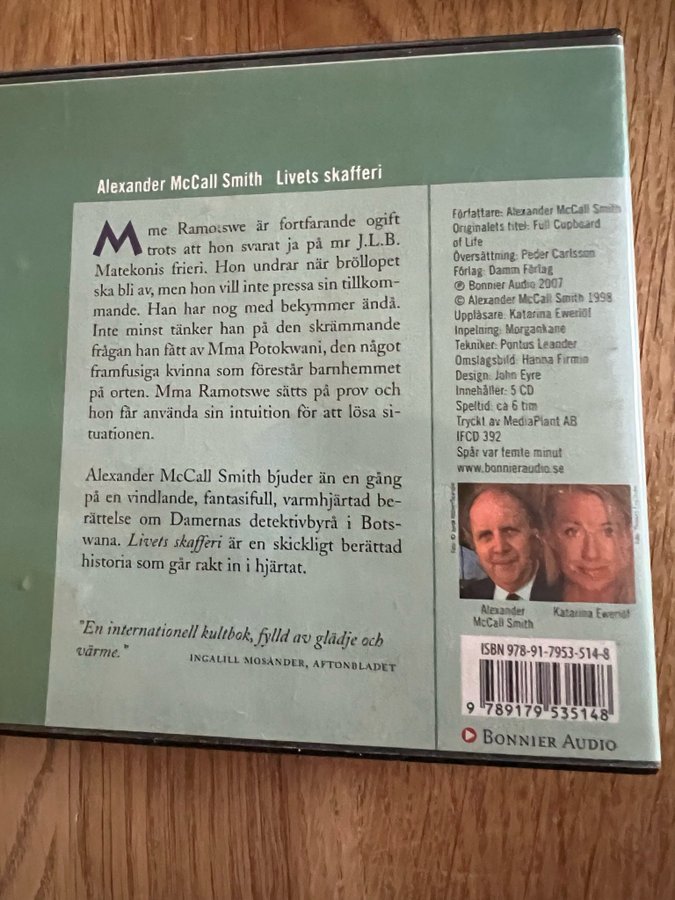 Alexander McCall Smith Livets skafferi
Mme Ramotswe är fortfarande ogift
trots att hon svarat ja på mr J.L.B.
Matekonis frieri. Hon undrar när bröllopet
ska bli av, men hon vill inte pressa sin tillkom-
mande. Han har nog med bekymmer ändå.
Inte minst tänker han på den skrämmande
frågan han fått av Mma Potokwani, den något
framfusiga kvinna som förestår barnhemmet
på orten. Mma Ramotswe sätts på prov och
hon får använda sin intuition för att lösa si-
tuationen.
Alexander McCall Smith bjuder än en gång
på en vindlande, fantasifull, varmhjärtad be-
rättelse om Damernas detektivbyrå i Bots-
wana. Livets skafferi är en skickligt berättad
historia som går rakt in i hjärtat.
"En internationell kultbok, fylld av glädje och
värme."
INGALILL MOSANDER, AFTONBLADET
Författare: Alexander McCall Smith
Originalets titel: Full Cupboard
of Life
Översättning: Peder Carlsson
Förlag: Damm Förlag
℗ Bonnier Audio 2007
© Alexander McCall Smith 1998
Uppläsare: Katarina Ewerlöf
Inpelning: Morgankane
Tekniker: Pontus Leander
Omslagsbild: Hanna Firmin
Design: John Eyre
Innehåller: 5 CD
Speltid: ca 6 tim
Tryckt av MediaPlant AB
IFCD 392
Spår var femte minut
www.bonnieraudio.se
Alexander
McCall Smith
Katarina Ewerlöf
ISBN 978-91-7953-514-8
9 789179 535148
BONNIER AUDIO